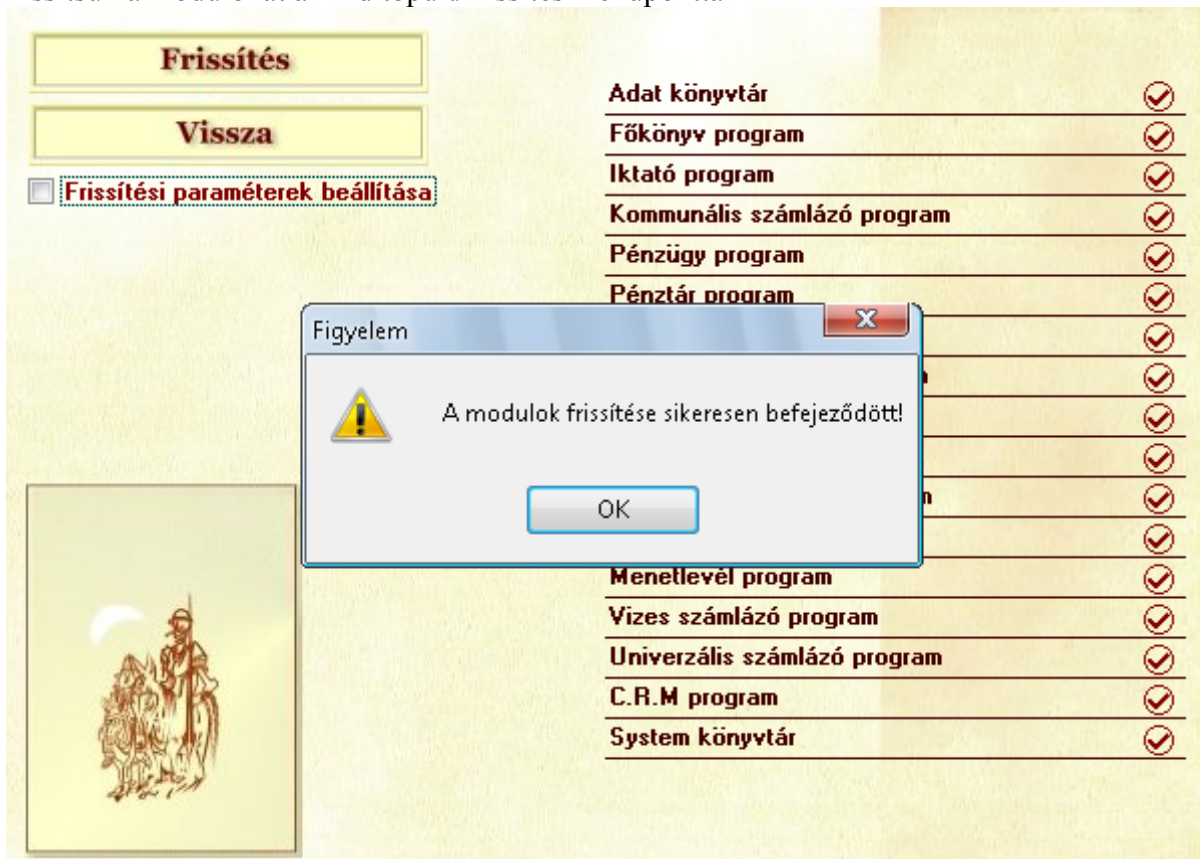 Frissítés
Vissza
Frissítési paraméterek beállítása
Adat könyvtár
Főkönyv program
Iktató program
Kommunális számlázó program
Pénzügy program
Pénztár program
Figyelem
A modulok frissítése sikeresen befejeződött!
OK
Menetlevél program
Vizes számlázó program
Univerzális számlázó program
C.R.M program
System könyvtár